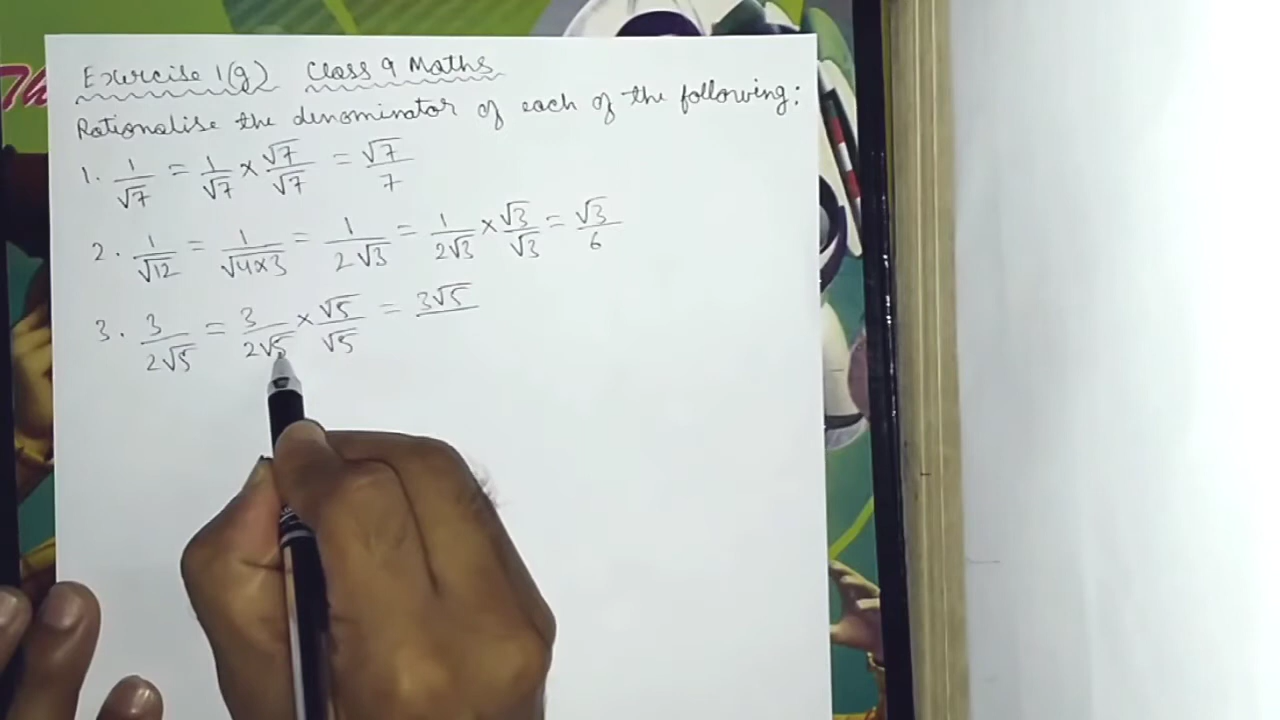 Exercise 1(g) Class 9 Maths
Rationalise the denominator of each of the following:
1. 1/√7 = 1/√7 × √7/√7 = √7/7
2. 1/√12 = 1/√4×3 = 1/2√3 = 1/2√3 × √3/√3 = √3/6
3. 3/2√5 = 3/2√5 × √5/√5 = 3√5/